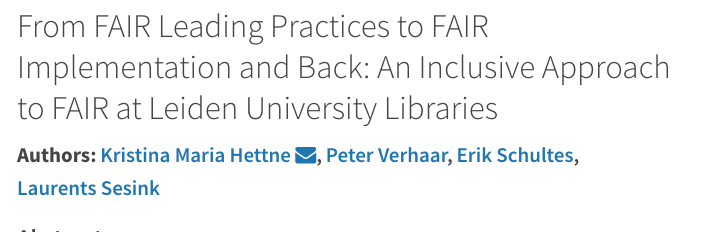 From FAIR Leading Practices to FAIR
Implementation and Back: An Inclusive Approach
to FAIR at Leiden University Libraries
Authors: Kristina Maria Hettne, Peter Verhaar, Erik Schultes,
Laurents Sesink